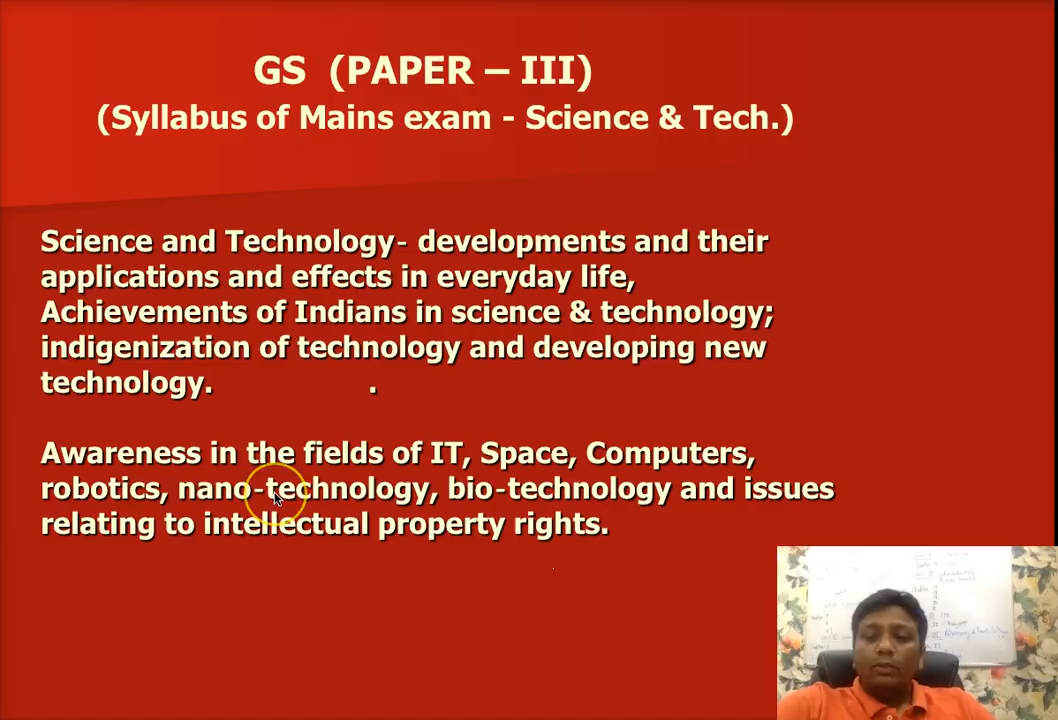 GS (PAPER – III)
(Syllabus of Mains exam - Science & Tech.)
Science and Technology- developments and their
applications and effects in everyday life,
Achievements of Indians in science & technology;
indigenization of technology and developing new
technology. .
Awareness in the fields of IT, Space, Computers,
robotics, nano-technology, bio-technology and issues
relating to intellectual property rights.